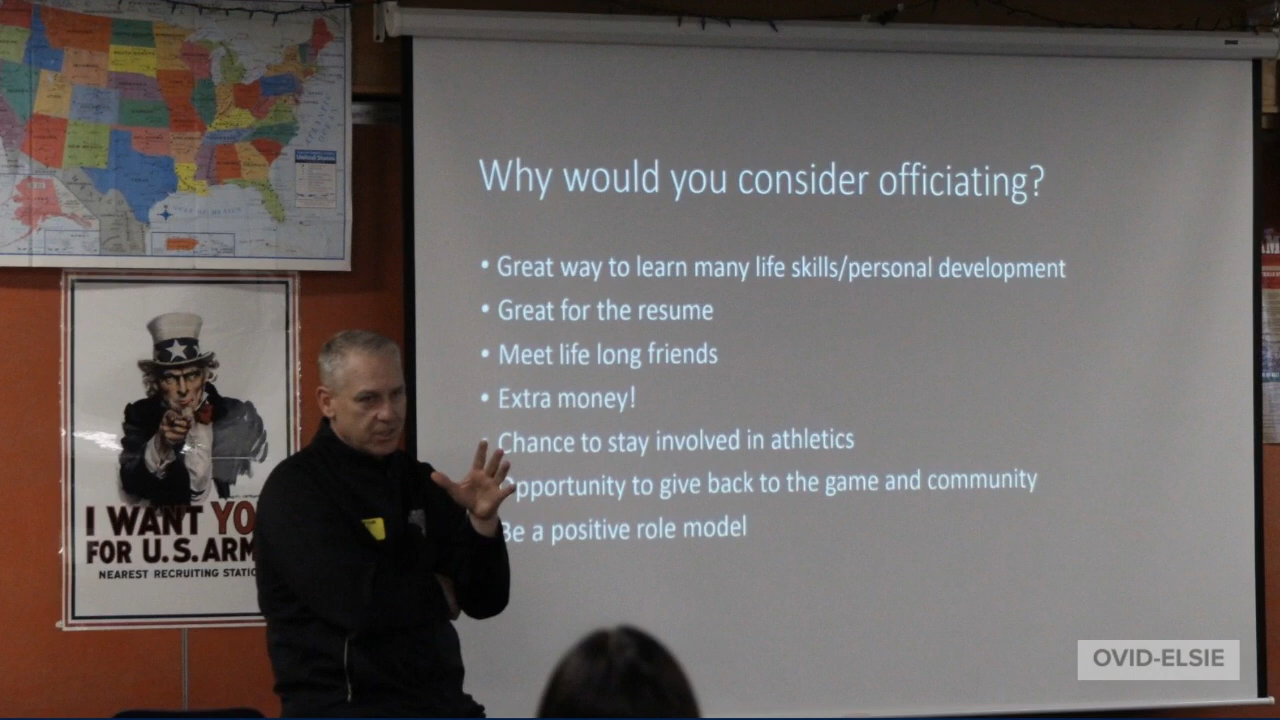 Why would you consider officiating?
• Great way to learn many life skills/personal development
• Great for the resume
• Meet life long friends
• Extra money!
Chance to stay involved in athletics
pportunity to give back to the game and community
Be a positive role model
I WANT YO
FOR U.S. ARM
NEAREST RECRUITING STATIO
United States
OVID-ELSIE